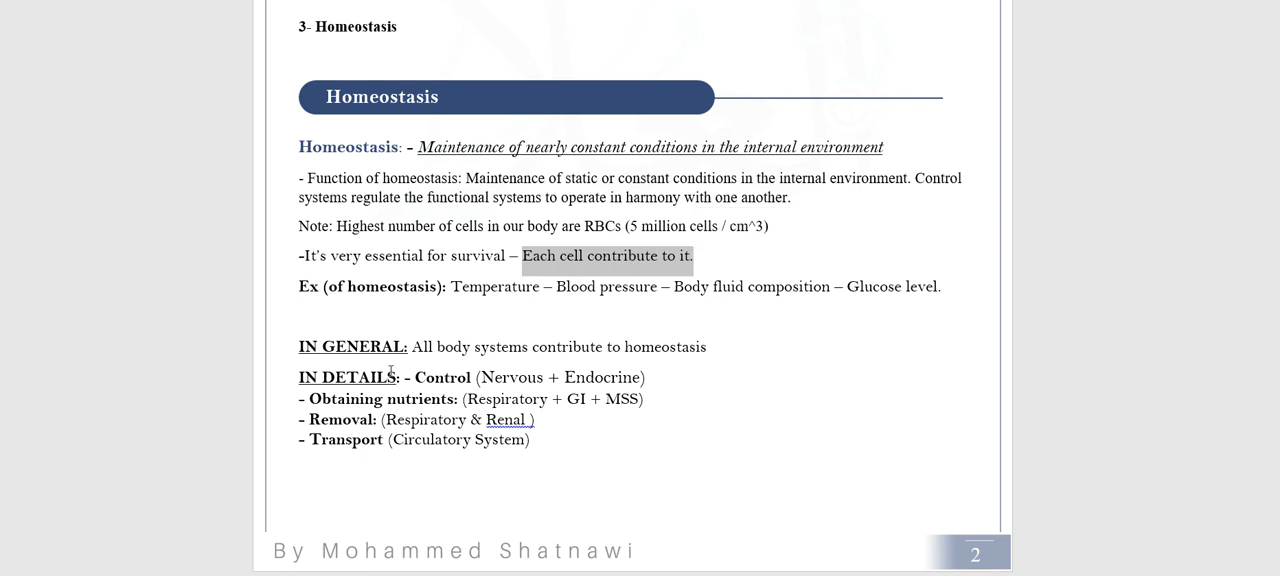 3- Homeostasis
Homeostasis
Homeostasis: - Maintenance of nearly constant conditions in the internal environment
- Function of homeostasis: Maintenance of static or constant conditions in the internal environment. Control
systems regulate the functional systems to operate in harmony with one another.
Note: Highest number of cells in our body are RBCs (5 million cells / cm^3)
-It's very essential for survival – Each cell contribute to it.
Ex (of homeostasis): Temperature – Blood pressure – Body fluid composition – Glucose level.
IN GENERAL: All body systems contribute to homeostasis
IN DETAILS: - Control (Nervous + Endocrine)
- Obtaining nutrients: (Respiratory + GI + MSS)
- Removal: (Respiratory & Renal )
- Transport (Circulatory System)
By Mohammed Shatnawi
2